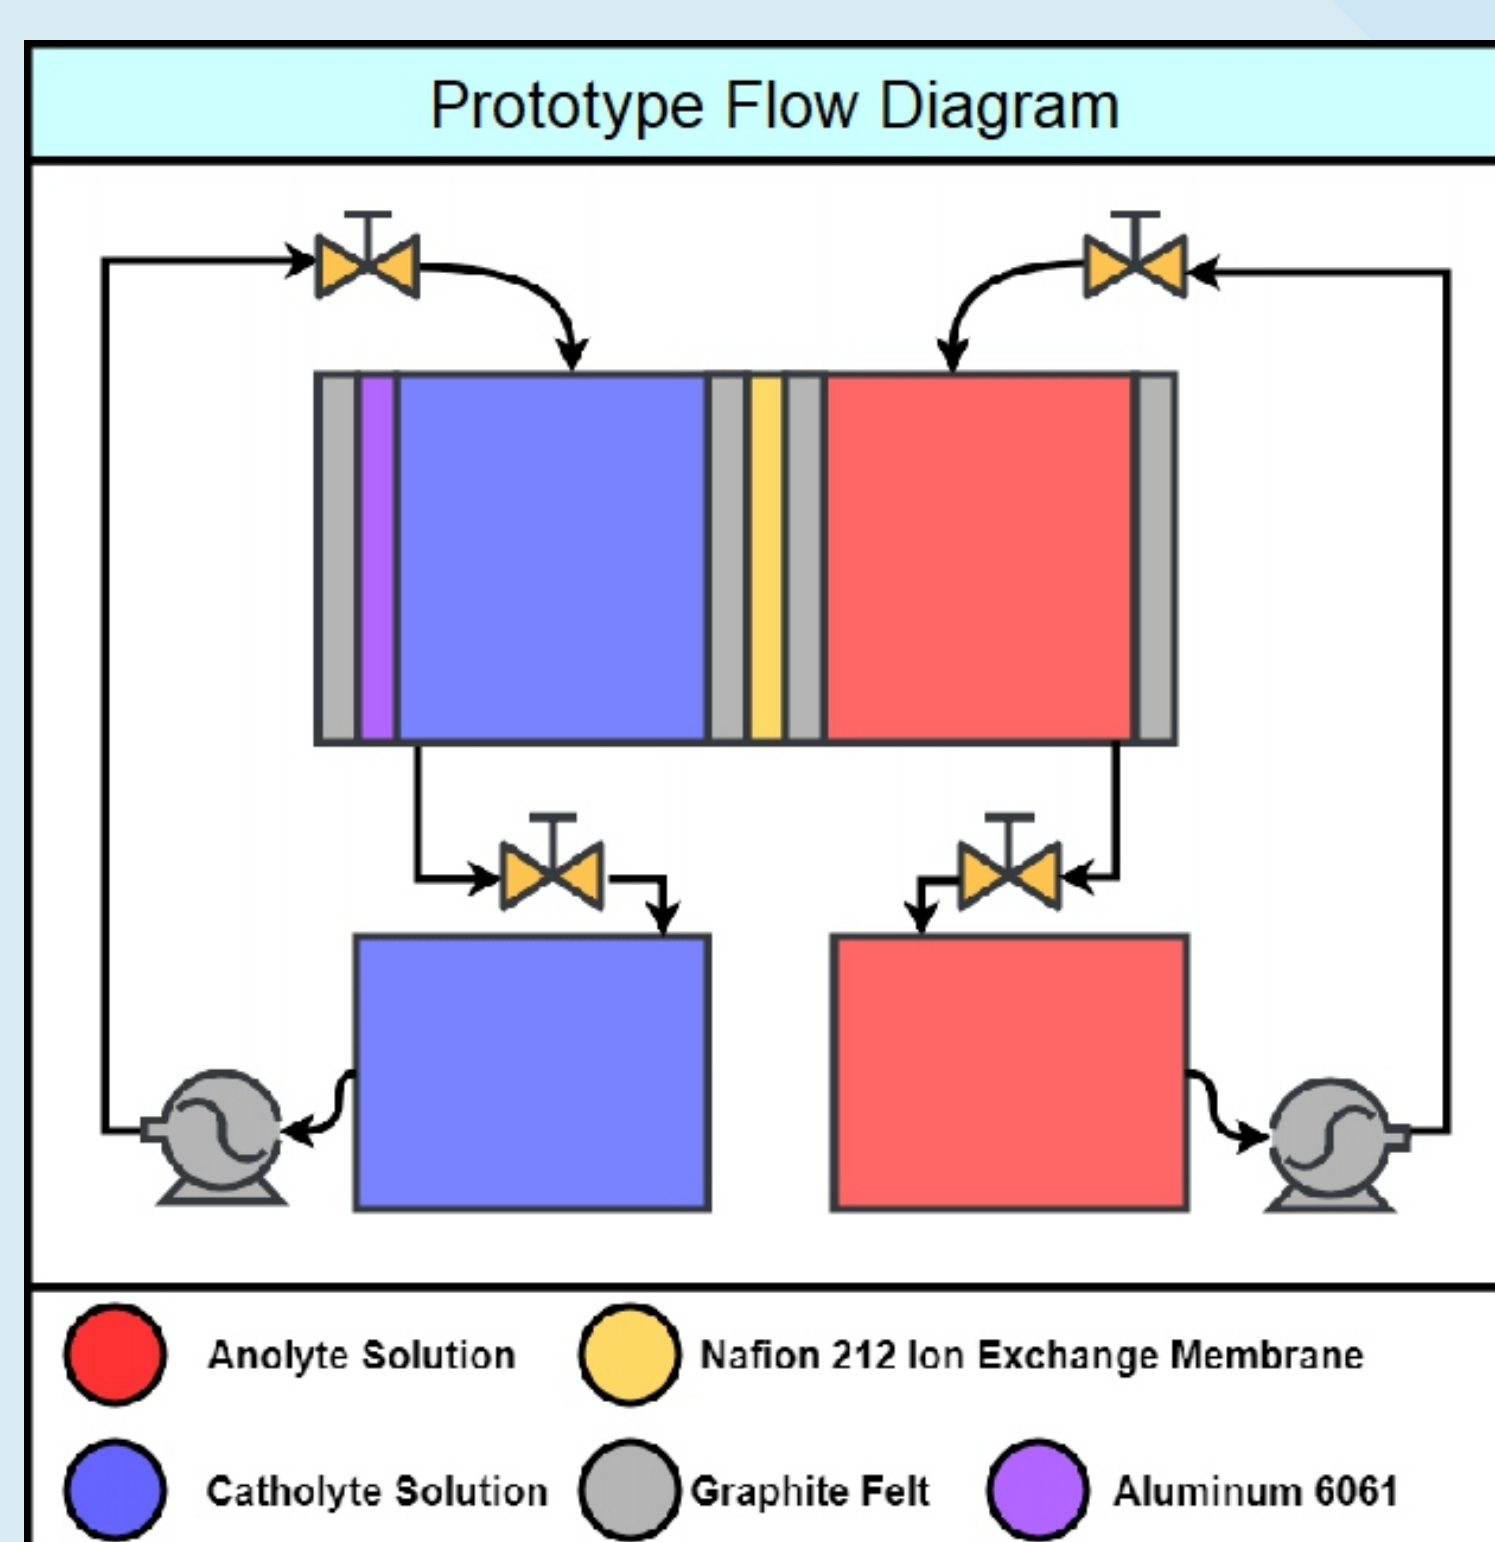 Prototype Flow Diagram
Anolyte Solution
Nafion 212 Ion Exchange Membrane
Catholyte Solution
Graphite Felt
Aluminum 6061